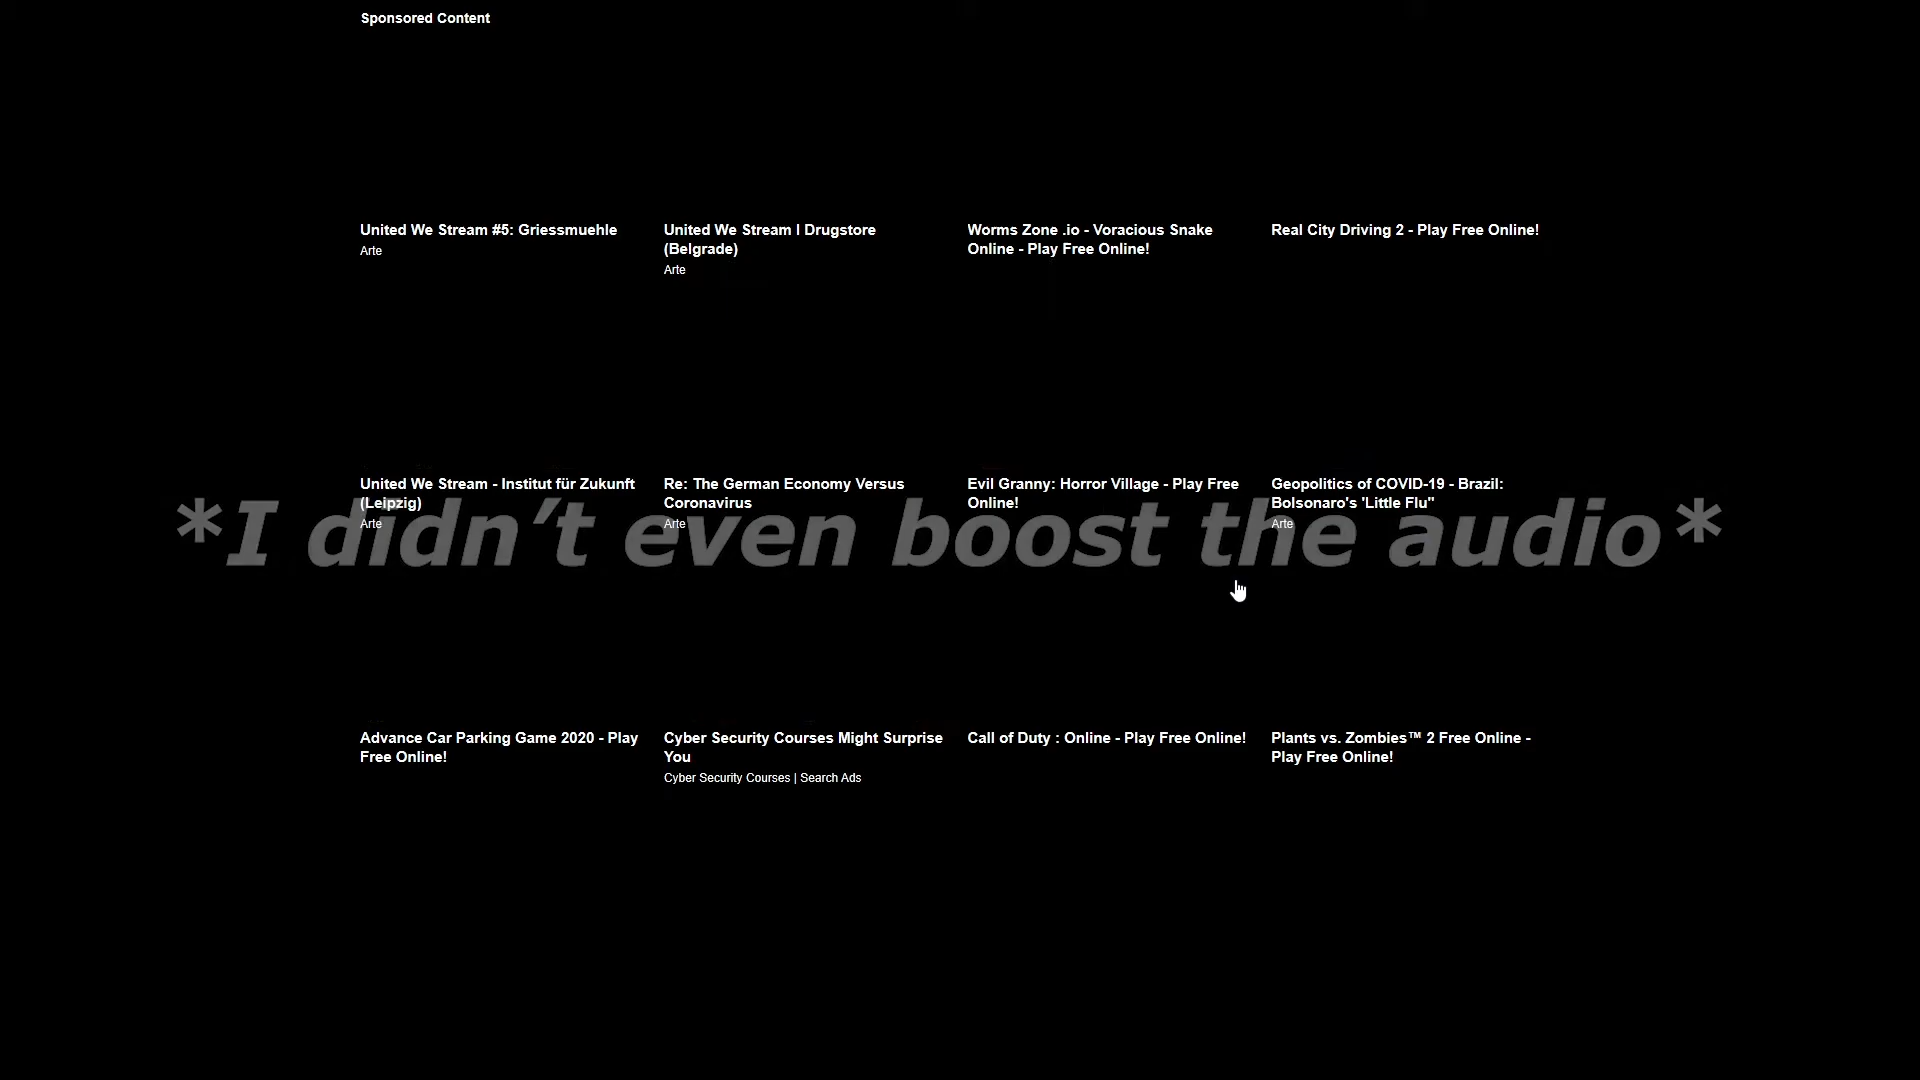 Sponsored Content
United We Stream #5: Griessmuehle
Arte
United We Stream I Drugstore
(Belgrade)
Arte
Worms Zone .io - Voracious Snake
Online - Play Free Online!
Real City Driving 2 - Play Free Online!
United We Stream - Institut für Zukunft
(Leipzig)
Arte
Re: The German Economy Versus
Coronavirus
Arte
Evil Granny: Horror Village - Play Free
Online!
Geopolitics of COVID-19 - Brazil:
Bolsonaro's 'Little Flu"
Arte
*I didn’t even boost the audio*
Advance Car Parking Game 2020 - Play
Free Online!
Cyber Security Courses Might Surprise
You
Cyber Security Courses | Search Ads
Call of Duty : Online - Play Free Online!
Plants vs. Zombies™ 2 Free Online -
Play Free Online!